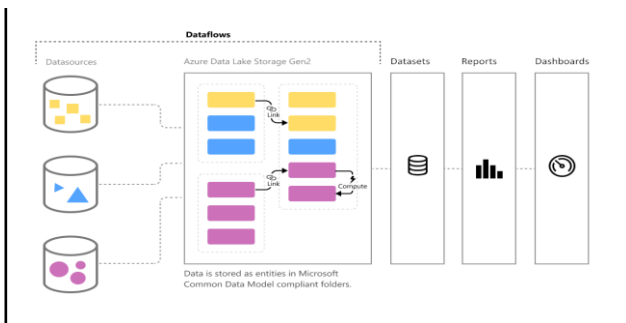 Dataflows
Datasources
Azure Data Lake Storage Gen2
Datasets
Reports
Dashboards
Link
Link
Compute
Data is stored as entities in Microsoft
Common Data Model compliant folders.